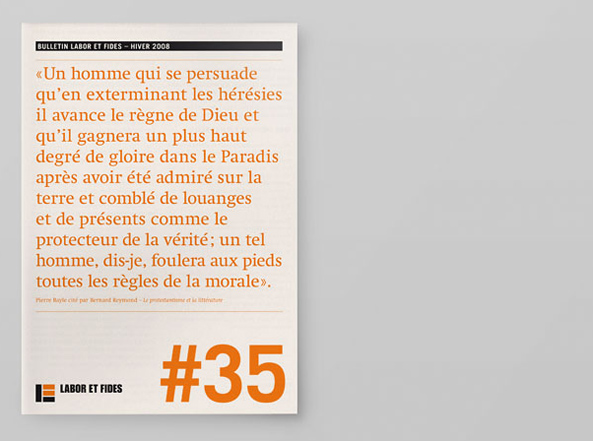 BULLETIN LABOR ET FIDES – HIVER 2008
«Un homme qui se persuade
qu'en exterminant les hérésies
il avance le règne de Dieu et
qu'il gagnera un plus haut
degré de gloire dans le Paradis
après avoir été admiré sur la
terre et comblé de louanges
et de présents comme le
protecteur de la vérité; un tel
homme, dis-je, foulera aux pieds
toutes les règles de la morale».
Pierre Bayle cité par Bernard Reymond – Le protestantisme et la littérature
#35
LABOR ET FIDES